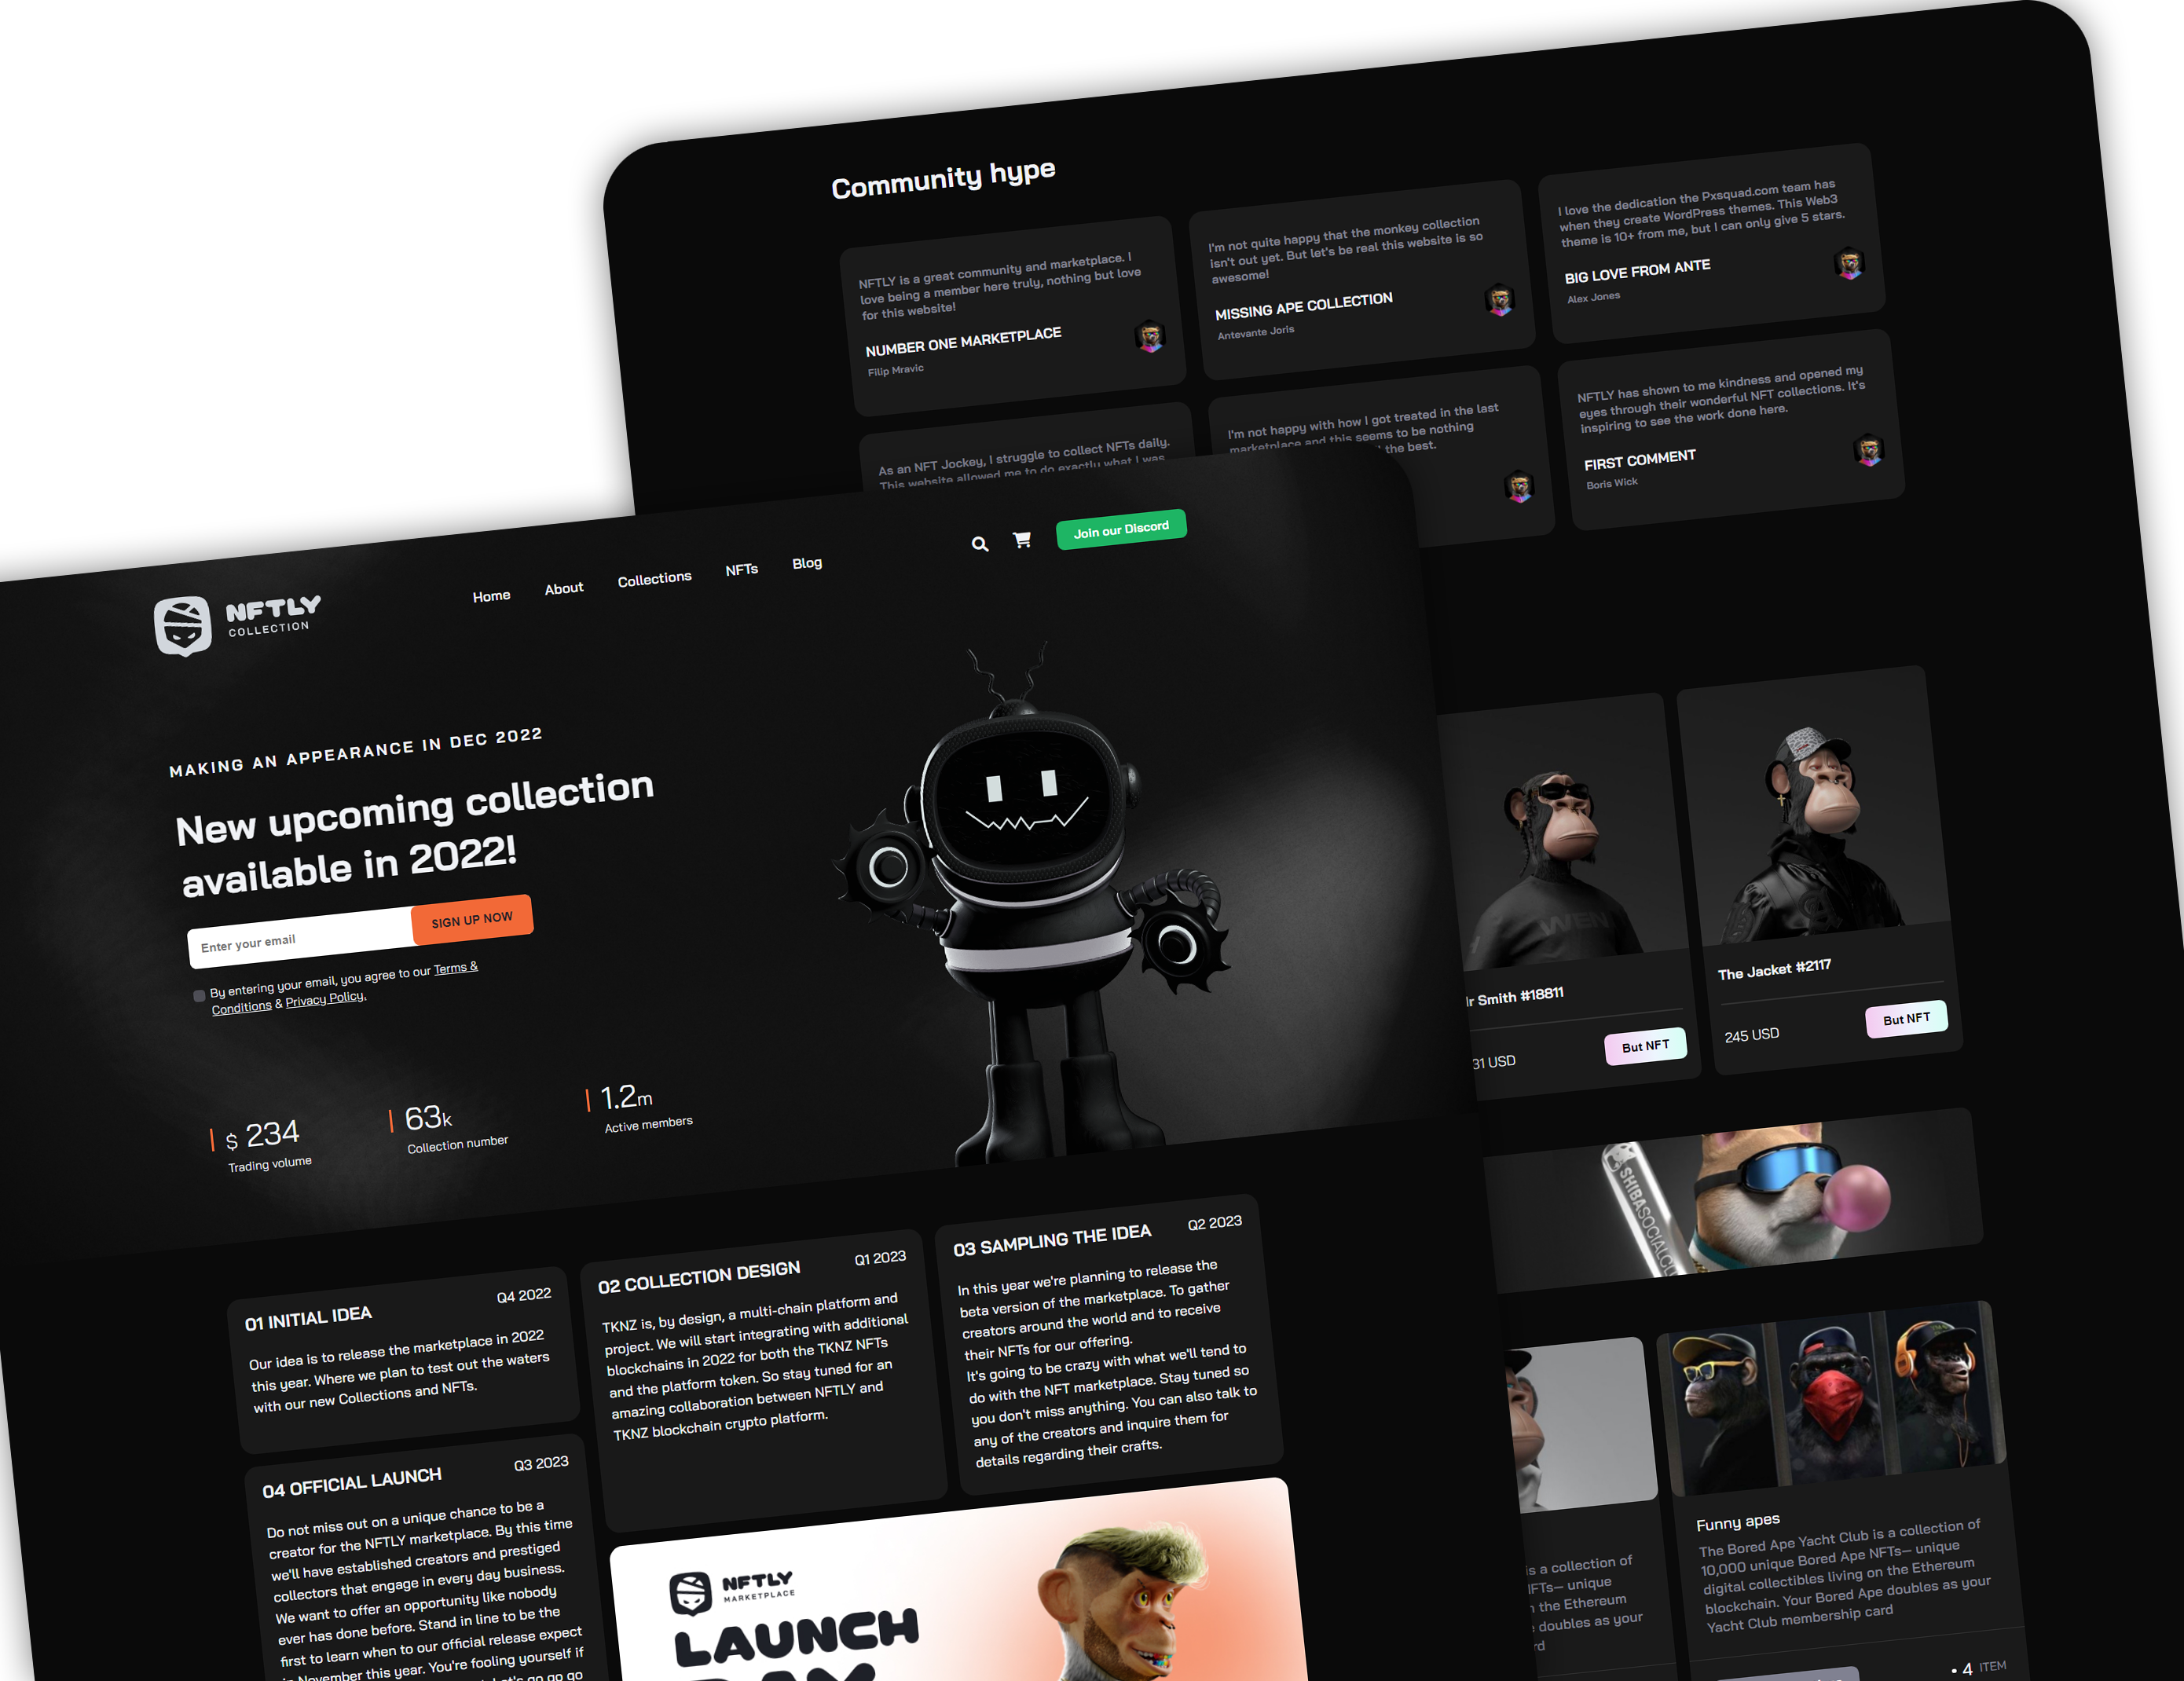 Community hype
NFTLY is a great community and marketplace. I
love being a member here truly, nothing but love
for this website!
NUMBER ONE MARKETPLACE
Filip Mravic
I'm not quite happy that the monkey collection
isn't out yet. But let's be real this website is so
awesome!
MISSING APE COLLECTION
Antevante Joris
I love the dedication the Pxsquad.com team has
when they create WordPress themes. This Web3
theme is 10+ from me, but I can only give 5 stars.
BIG LOVE FROM ANTE
Alex Jones
As an NFT Jockey, I struggle to collect NFTs daily.
This website allowed me to do exactly what I was
I'm not happy with how I got treated in the last
marketplace and this seems to be nothing
the best.
NFTLY has shown to me kindness and opened my
eyes through their wonderful NFT collections. It's
inspiring to see the work done here.
FIRST COMMENT
Boris Wick
NFTLY
COLLECTION
Home
About
Collections
NFTs
Blog
Join our Discord
MAKING AN APPEARANCE IN DEC 2022
New upcoming collection
available in 2022!
Enter your email
SIGN UP NOW
By entering your email, you agree to our Terms &
Conditions & Privacy Policy.
$ 234
Trading volume
63k
Collection number
1.2m
Active members
WEN
Smith #18811
31 USD
But NFT
The Jacket #2117
245 USD
But NFT
SHIBASOCIALCLU
01 INITIAL IDEA
Q4 2022
Our idea is to release the marketplace in 2022
this year. Where we plan to test out the waters
with our new Collections and NFTs.
02 COLLECTION DESIGN
Q1 2023
TKNZ is, by design, a multi-chain platform and
project. We will start integrating with additional
blockchains in 2022 for both the TKNZ NFTs
and the platform token. So stay tuned for an
amazing collaboration between NFTLY and
TKNZ blockchain crypto platform.
03 SAMPLING THE IDEA
Q2 2023
In this year we're planning to release the
beta version of the marketplace. To gather
creators around the world and to receive
their NFTs for our offering.
It's going to be crazy with what we'll tend to
do with the NFT marketplace. Stay tuned so
you don't miss anything. You can also talk to
any of the creators and inquire them for
details regarding their crafts.
04 OFFICIAL LAUNCH
Q3 2023
Do not miss out on a unique chance to be a
creator for the NFTLY marketplace. By this time
we'll have established creators and prestiged
collectors that engage in every day business.
We want to offer an opportunity like nobody
ever has done before. Stand in line to be the
first to learn when to our official release expect
in November this year. You're fooling yourself if
let's go go go
NFTLY
MARKETPLACE
LAUNCH
DAY
is a collection of
NFTs— unique
n the Ethereum
doubles as your
rd
Funny apes
The Bored Ape Yacht Club is a collection of
10,000 unique Bored Ape NFTs— unique
digital collectibles living on the Ethereum
blockchain. Your Bored Ape doubles as your
Yacht Club membership card
• 4 ITEM